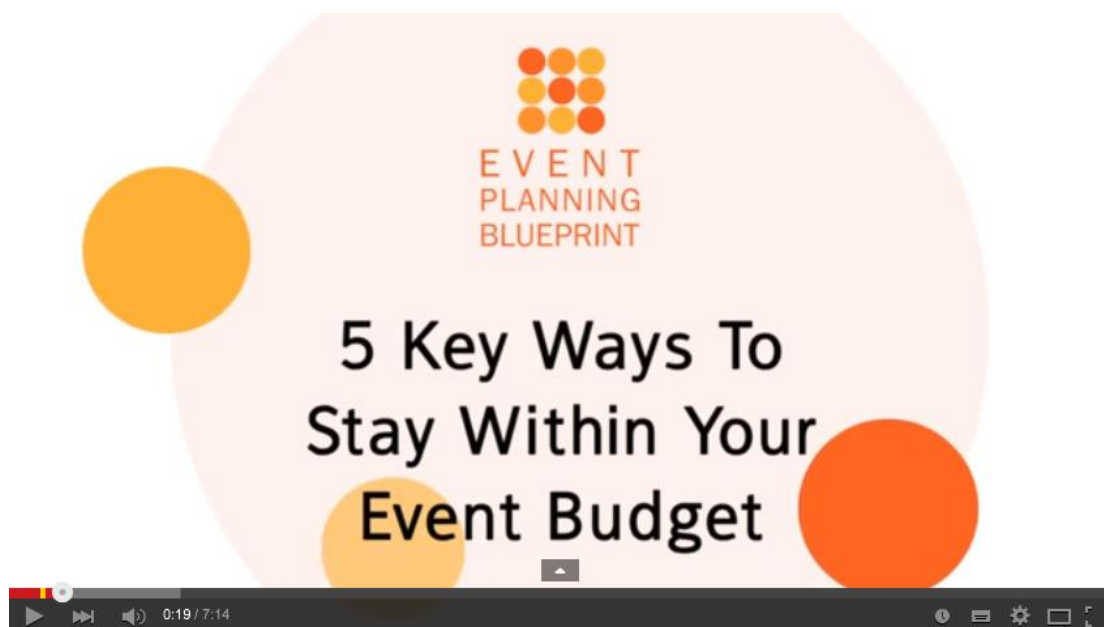 EVENT
PLANNING
BLUEPRINT
5 Key Ways To
Stay Within Your
Event Budget
0:19 / 7:14